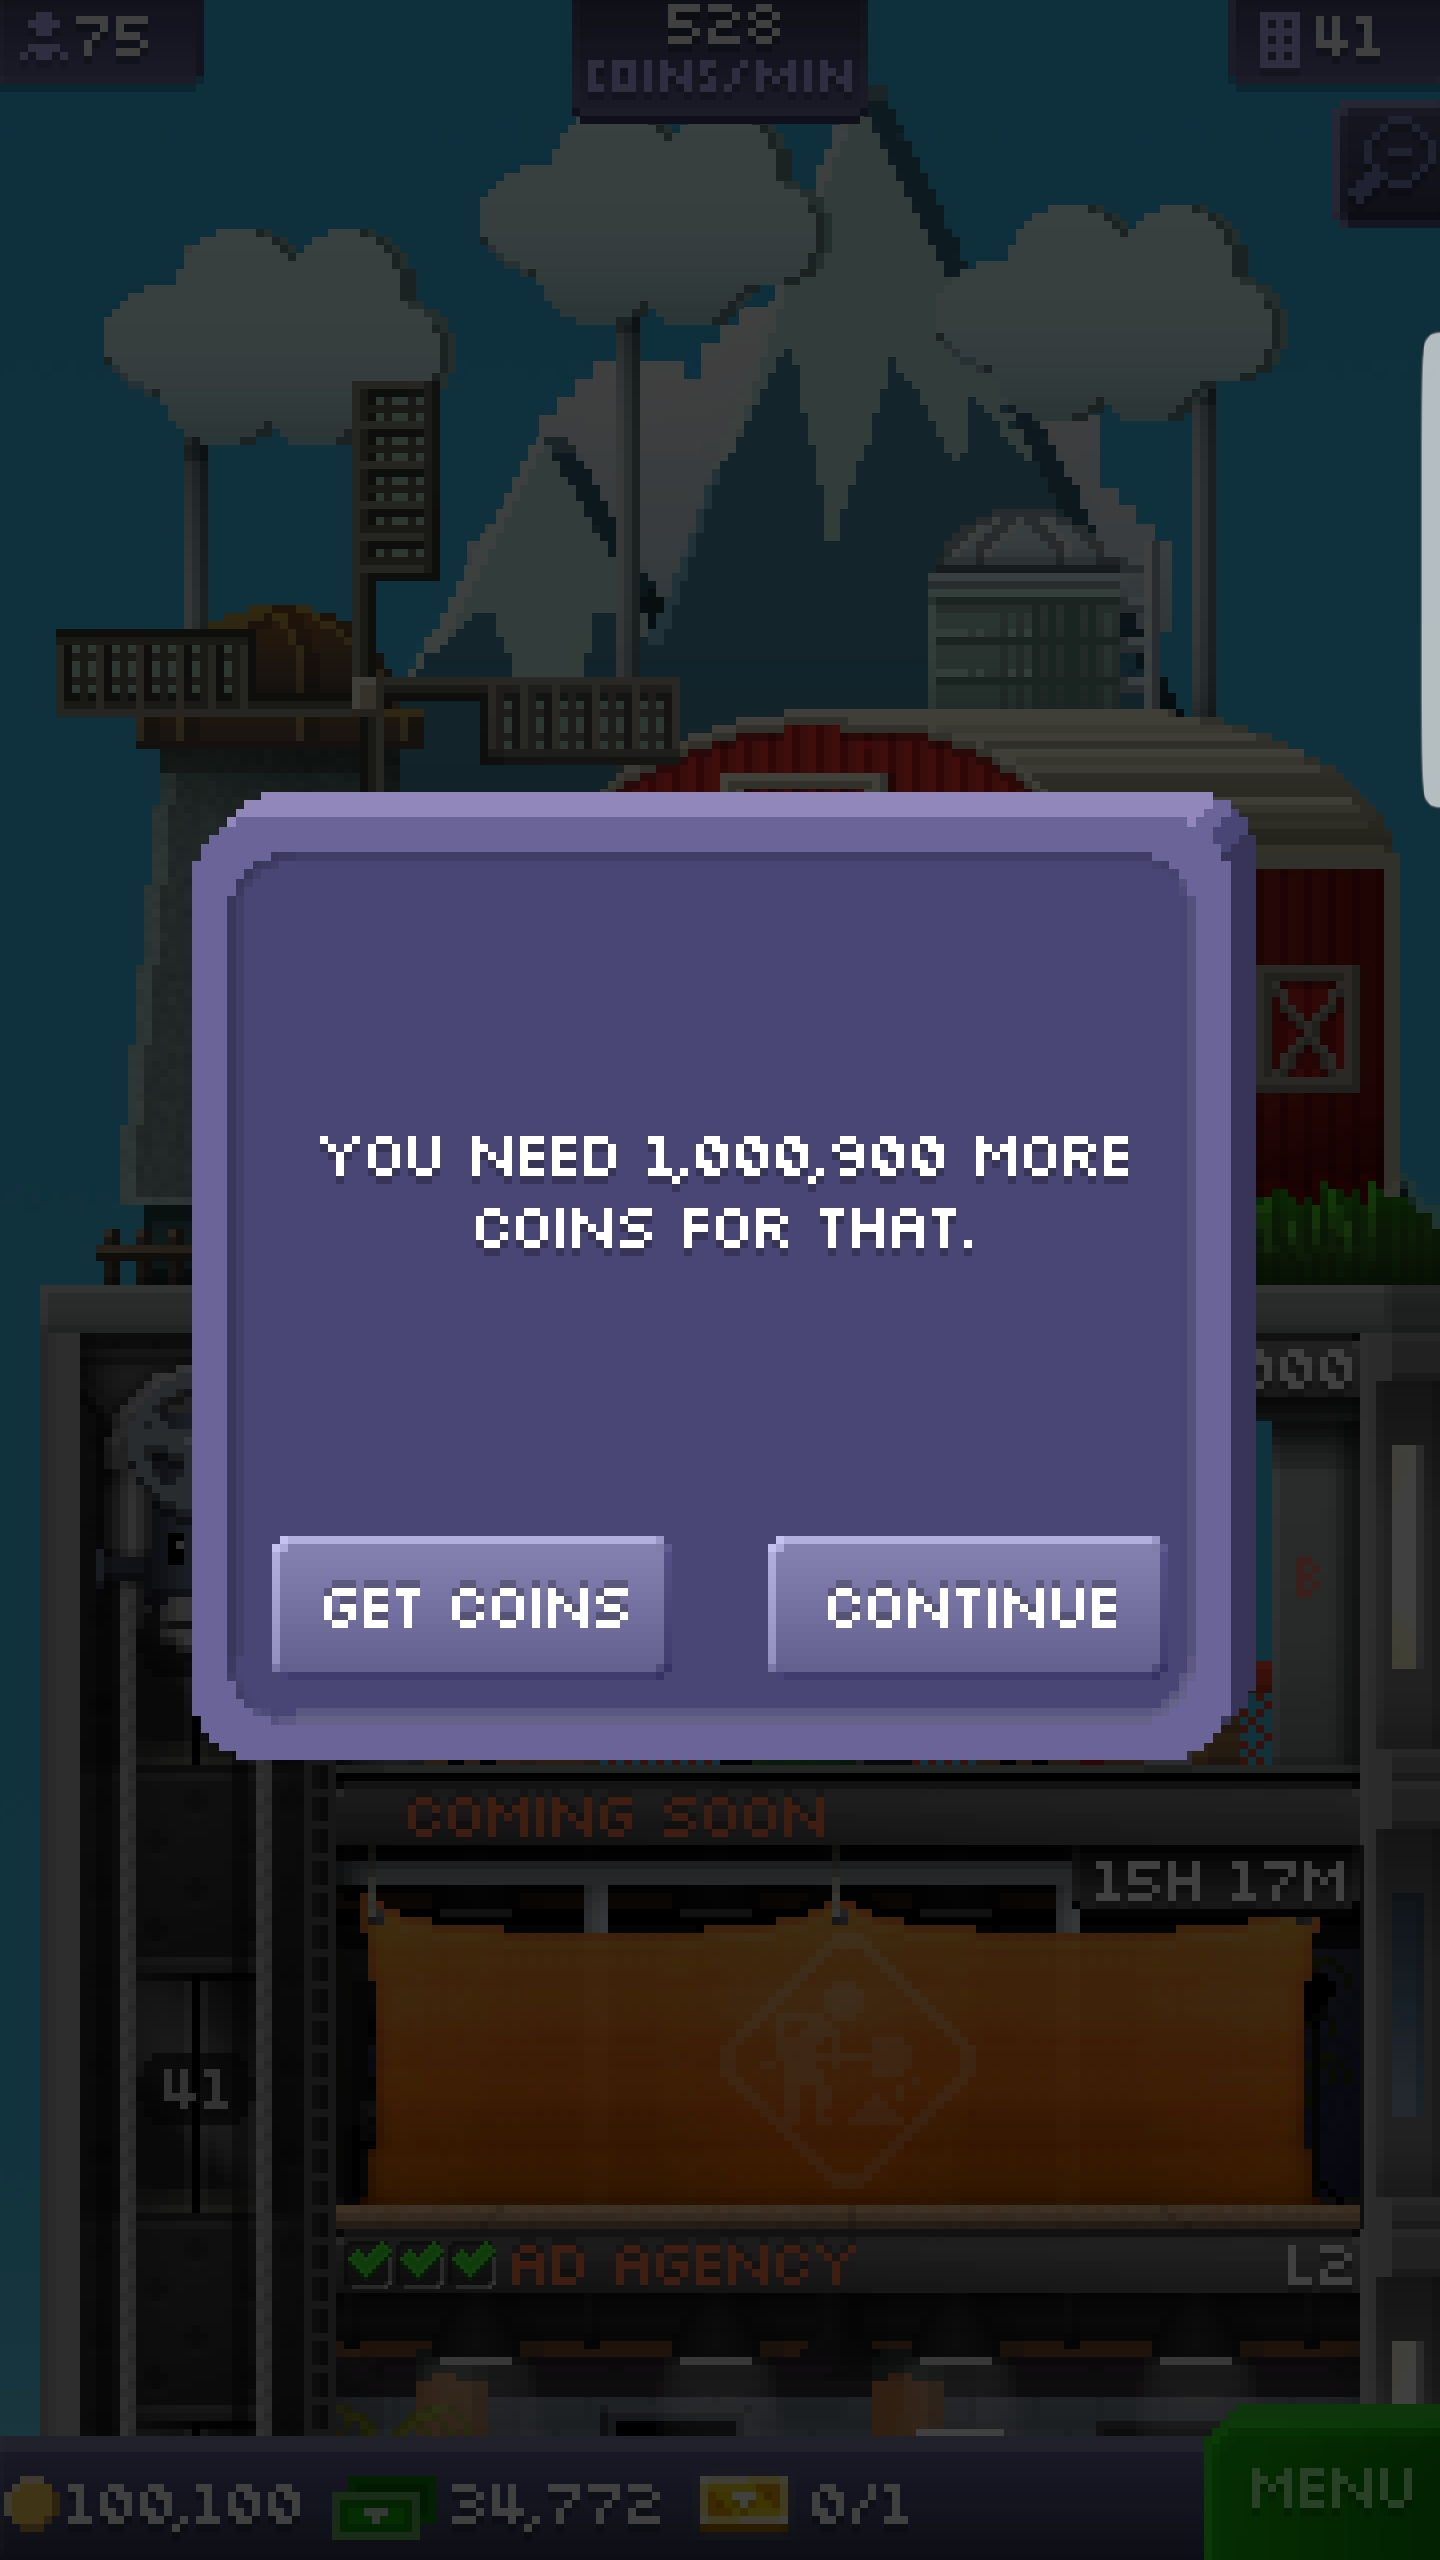 75
528
COINS/MIN
41
YOU NEED 1,000,900 MORE
COINS FOR THAT.
GET COINS
CONTINUE
000
B
COMING SOON
15H 17M
41
AD AGENCY
L2
100,100
34,772
0/1
MENU